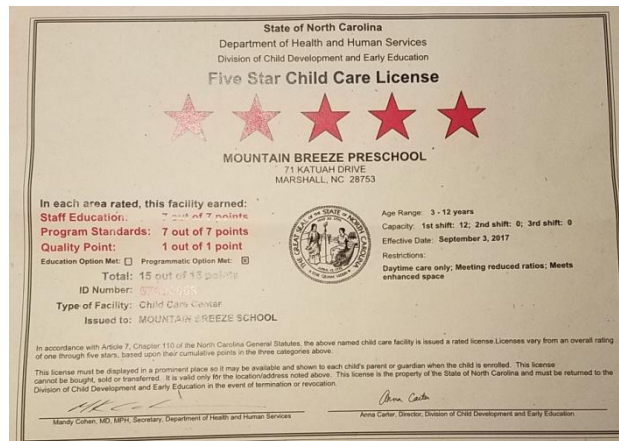 State of North Carolina
Department of Health and Human Services
Division of Child Development and Early Education
Five Star Child Care License
MOUNTAIN BREEZE PRESCHOOL
71 KATUAH DRIVE
MARSHALL, NC 28753
In each area rated, this facility earned:
Staff Education: 7 out of 7 points
Program Standards: 7 out of 7 points
Quality Point: 1 out of 1 point
Education Option Met: Programmatic Option Met:
Total: 15 out of 15 points
ID Number:
Type of Facility: Child Care Center
Issued to: MOUNTAIN BREEZE SCHOOL
THE GREAT SEAL OF THE STATE OF NORTH CAROLINA
Age Range: 3 - 12 years
Capacity: 1st shift: 12; 2nd shift: 0; 3rd shift: 0
Effective Date: September 3, 2017
Restrictions:
Daytime care only; Meeting reduced ratios; Meets
enhanced space
In accordance with Article 7, Chapter 110 of the North Carolina General Statutes, the above named child care facility is issued a rated license.Licenses vary from an overall rating
of one through five stars, based upon their cumulative points in the three categories above.
This license must be displayed in a prominent place so it may be available and shown to each child's parent or guardian when the child is enrolled. This license
cannot be bought, sold or transferred. It is valid only for the location/address noted above. This license is the property of the State of North Carolina and must be returned to the
Division of Child Development and Early Education in the event of termination or revocation.
Anna Carter
Mandy Cohen, MD, MPH, Secretary, Department of Health and Human Services
Anna Carter, Director, Division of Child Development and Early Education